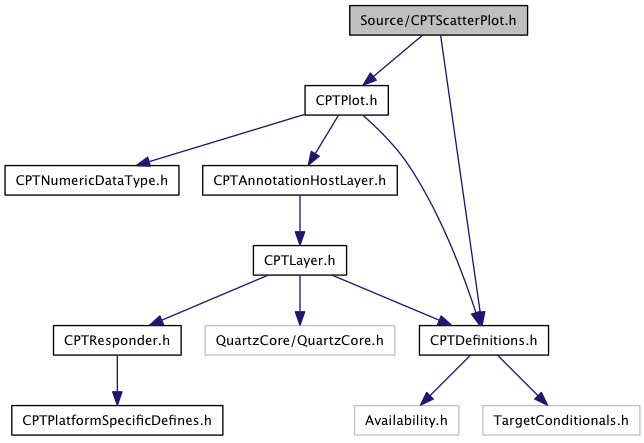 Source/CPTScatterPlot.h
CPTPlot.h
CPTNumericDataType.h
CPTAnnotationHostLayer.h
CPTLayer.h
CPTResponder.h
QuartzCore/QuartzCore.h
CPTDefinitions.h
CPTPlatformSpecificDefines.h
Availability.h
TargetConditionals.h